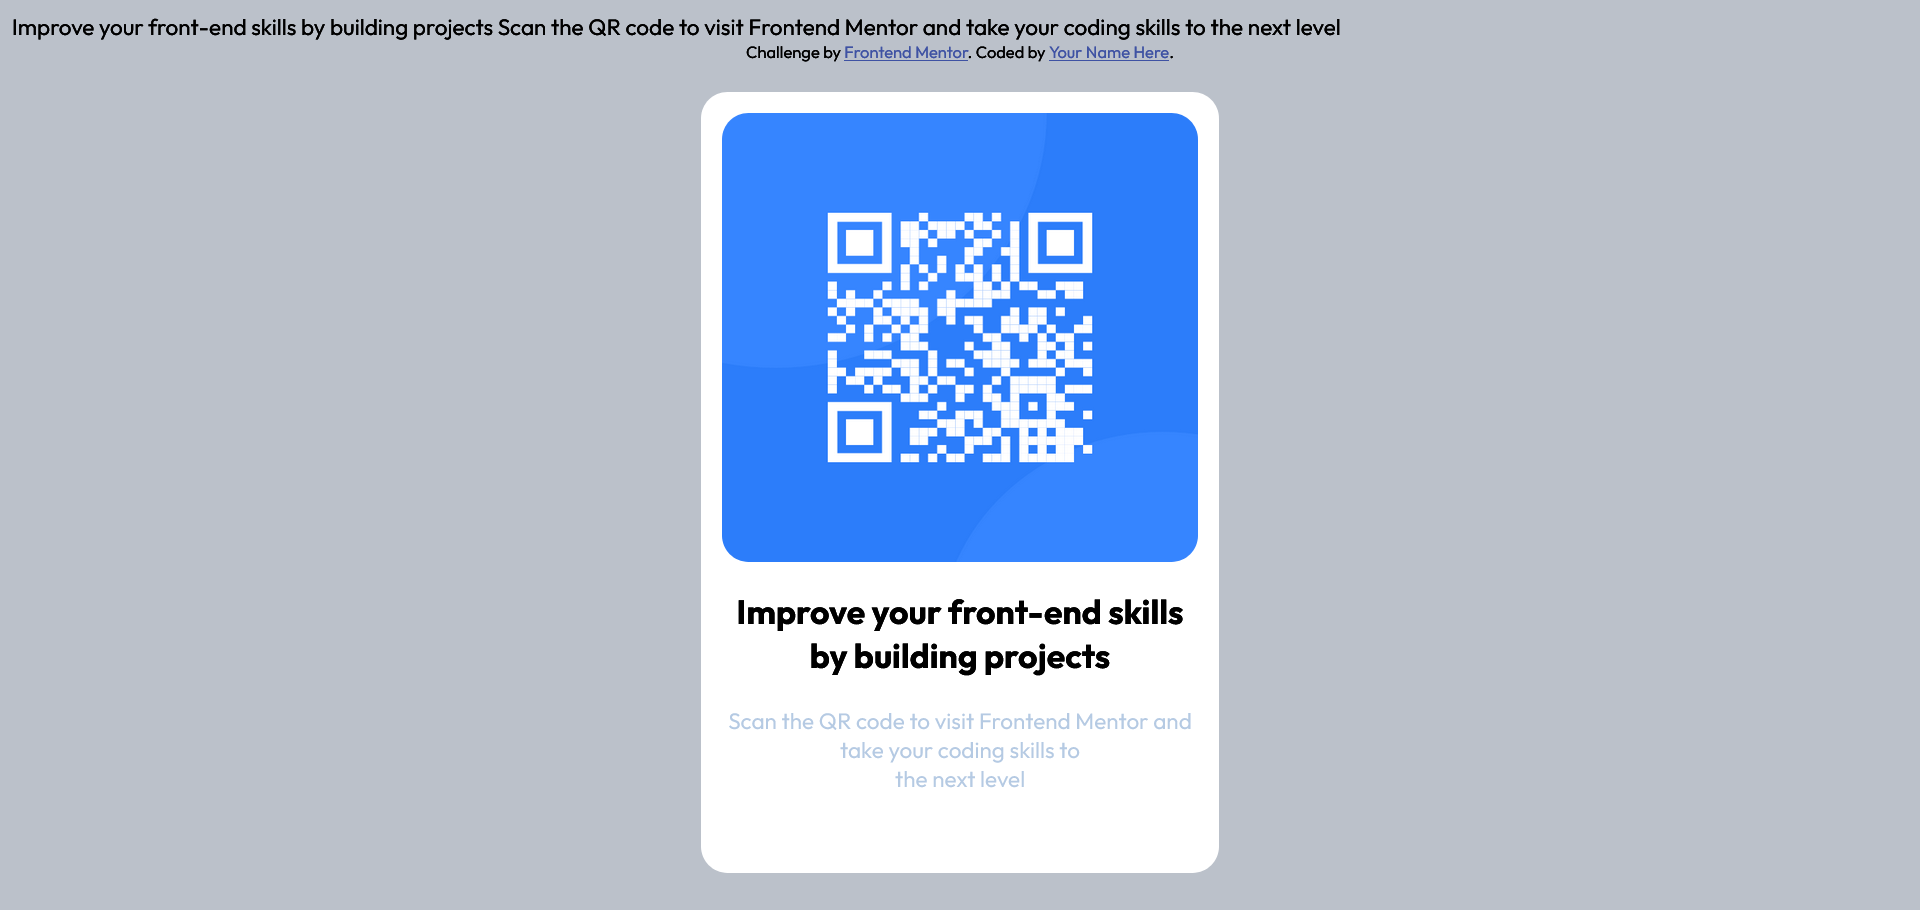 Improve your front-end skills by building projects Scan the QR code to visit Frontend Mentor and take your coding skills to the next level
Challenge by Frontend Mentor. Coded by Your Name Here.
Improve your front-end skills
by building projects
Scan the QR code to visit Frontend Mentor and
take your coding skills to
the next level